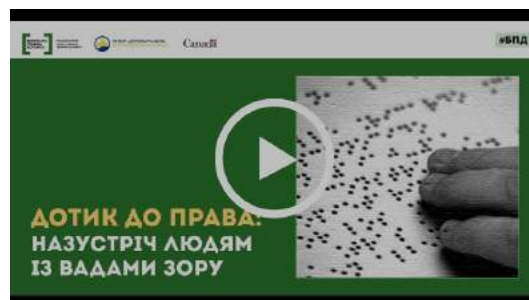 Canada
#БПД
ДОТИК ДО ПРАВА:
НАЗУСТРІЧ ЛЮДЯМ
ІЗ ВАДАМИ ЗОРУ